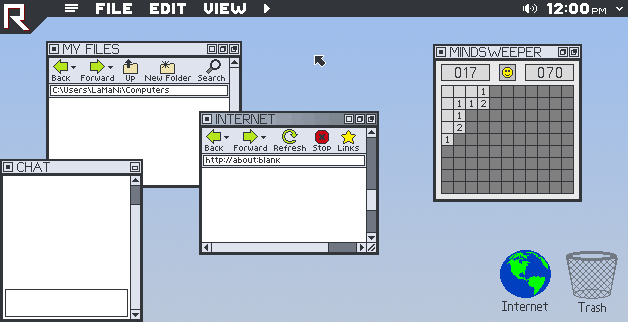 R FILE EDIT VIEW 12:00 PM
MY FILES
Back Forward Up New Folder Search
C:\Users\LaMaNi\Computers
INTERNET
Back Forward Refresh Stop Links
http://about:blank
CHAT
MINDSWEEPER
017 070
1
1 1 2
1
2
1
Internet
Trash